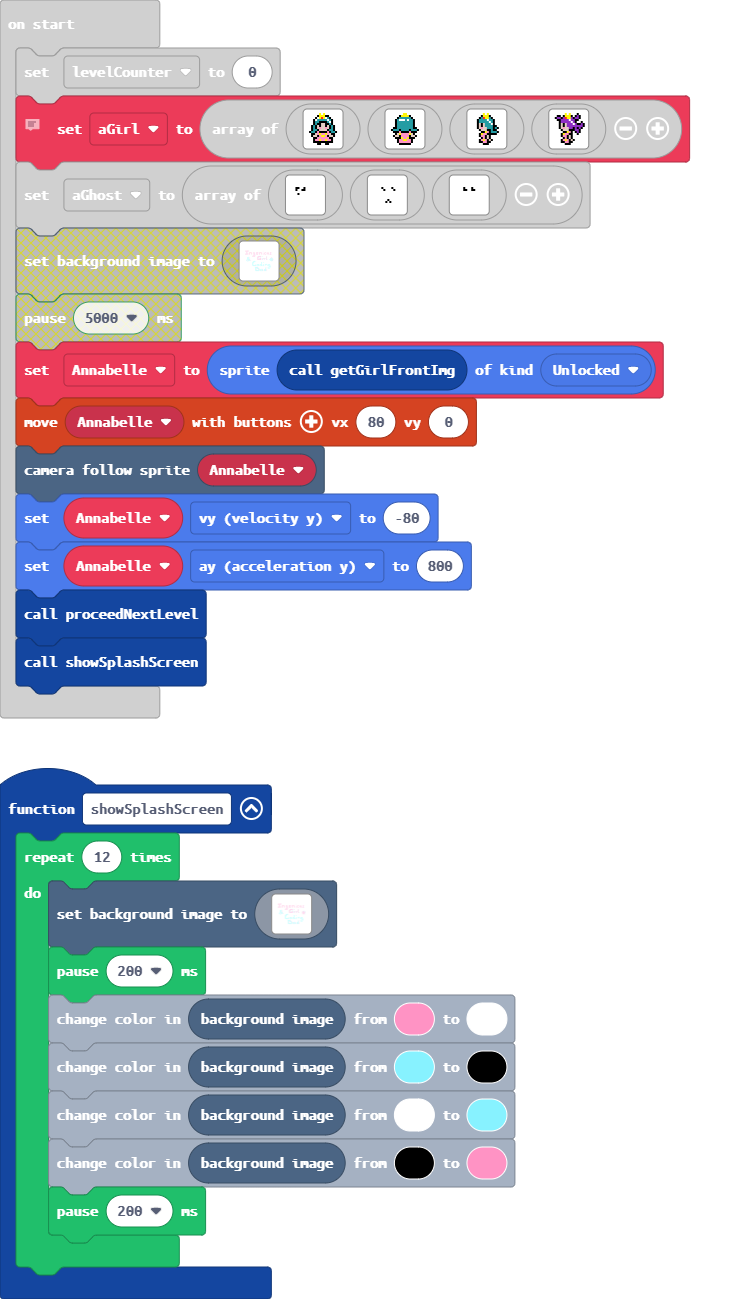 on start
set levelCounter to 0
set aGirl to array of
set aGhost to array of
set background image to
pause 5000 ms
set Annabelle to sprite call getGirlFrontImg of kind Unlocked
move Annabelle with buttons vx 80 vy 0
camera follow sprite Annabelle
set Annabelle vy (velocity y) to -80
set Annabelle ay (acceleration y) to 800
call proceedNextLevel
call showSplashScreen
function showSplashScreen
repeat 12 times
do
set background image to
pause 200 ms
change color in background image from to
change color in background image from to
change color in background image from to
change color in background image from to
pause 200 ms